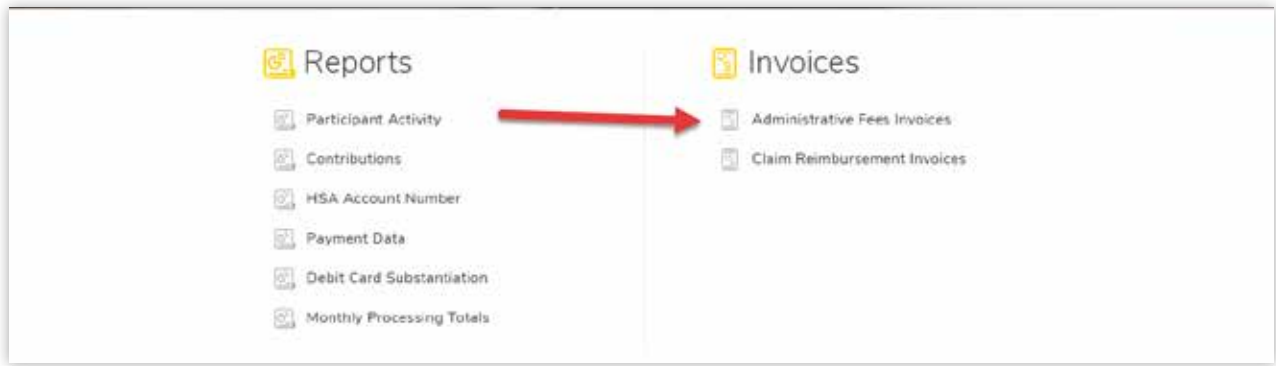 Reports
Participant Activity
Contributions
HSA Account Number
Payment Data
Debit Card Substantiation
Monthly Processing Totals
Invoices
Administrative Fees Invoices
Claim Reimbursement Invoices